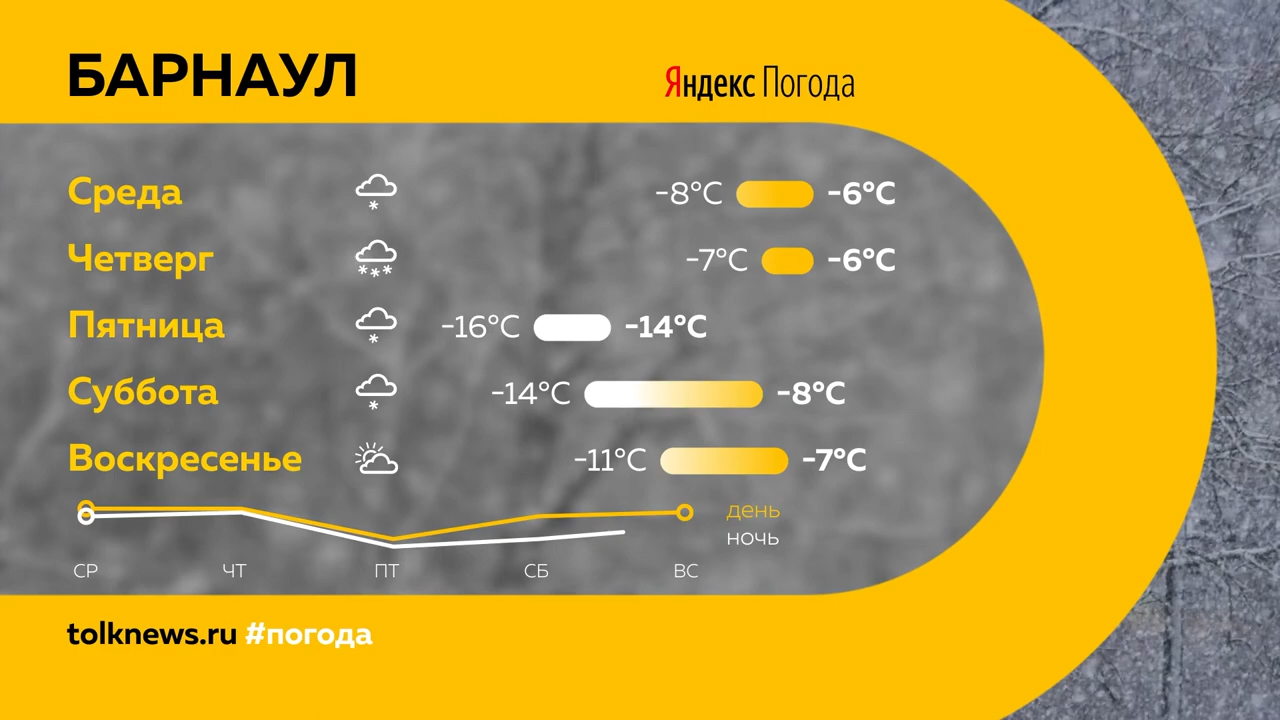 БАРНАУЛ
Яндекс Погода
Среда -8°C -6°C
Четверг -7°C -6°C
Пятница -16°C -14°C
Суббота -14°C -8°C
Воскресенье -11°C -7°C
день
ночь
СР ЧТ ПТ СБ ВС
tolknews.ru #погода